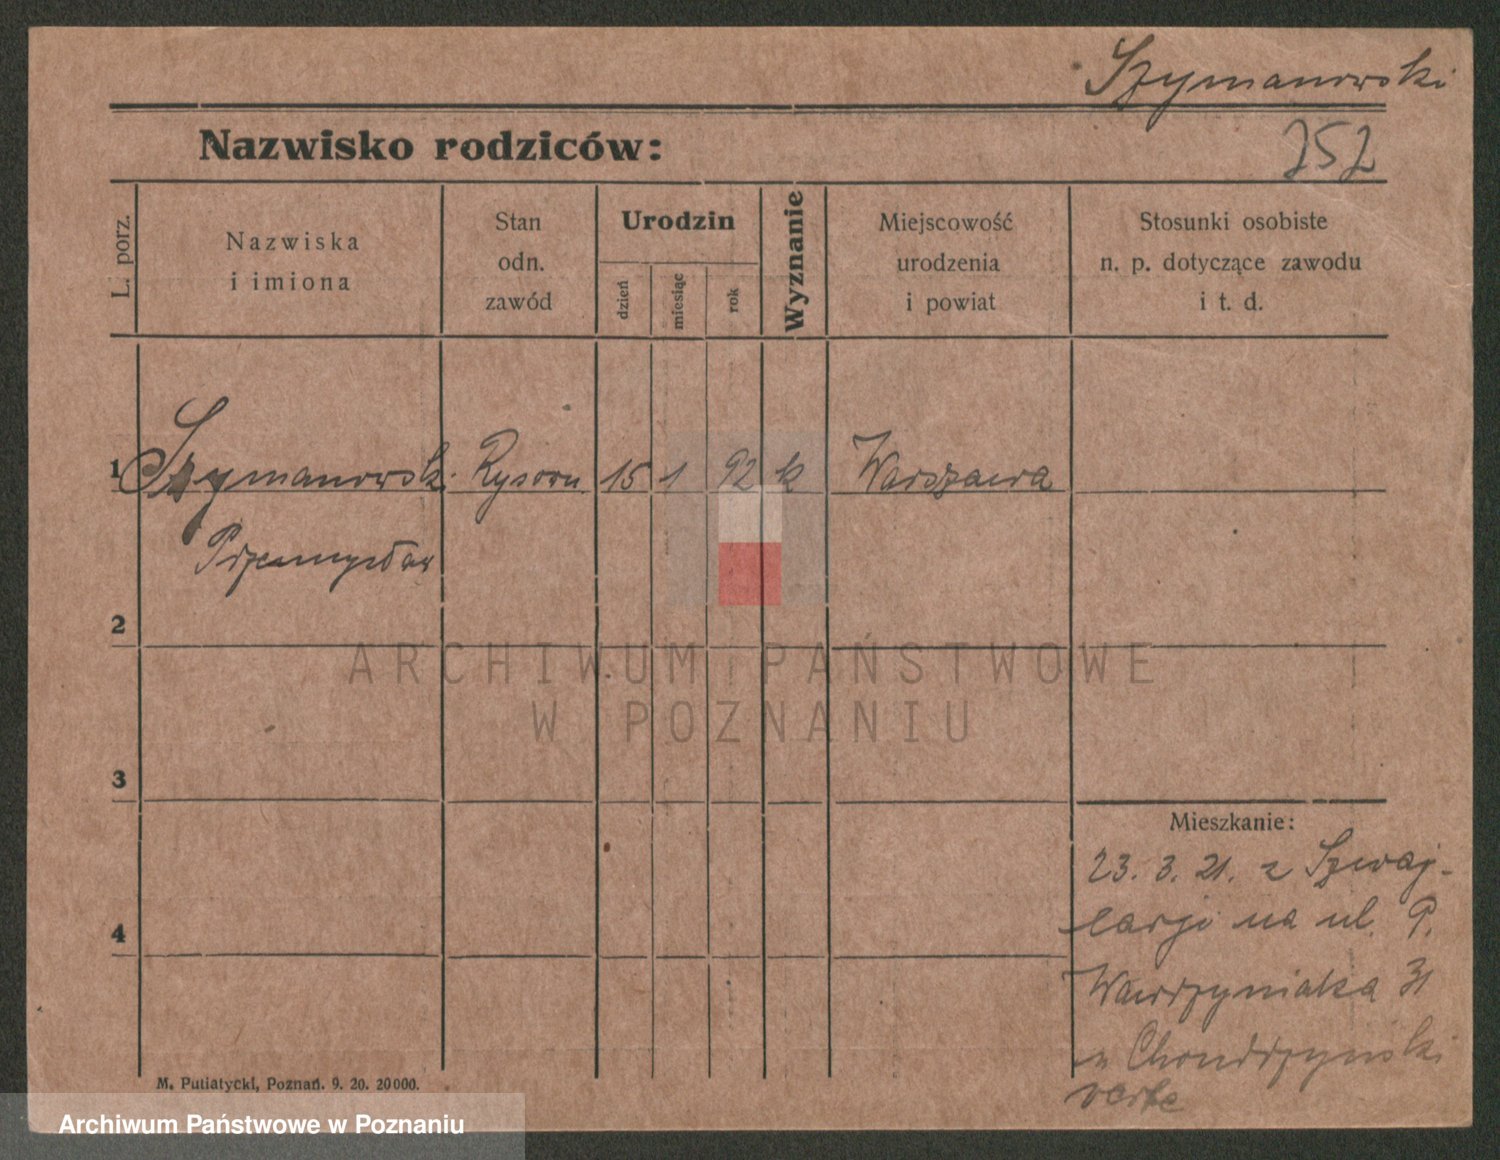 Szymanowski
Nazwisko rodziców:
252
L. porz.
Nazwiska
i imiona
Stan
odn.
zawód
Urodzin
dzień
miesiąc
rok
Wyznanie
Miejscowość
urodzenia
i powiat
Stosunki osobiste
n. p. dotyczące zawodu
i t. d.
1 Szymanowski Rysown 15 1 92 k Warszawa
Przemysław
2
ARCHIWUM PAŃSTWOWE
W POZNANIU
3
Mieszkanie:
23. 3. 21. z Szwaj-
carji na ul. P.
4
Wawrzyniaka 31
Chondrzyński
verte
M. Putiatycki, Poznań. 9. 20. 20000.
Archiwum Państwowe w Poznaniu